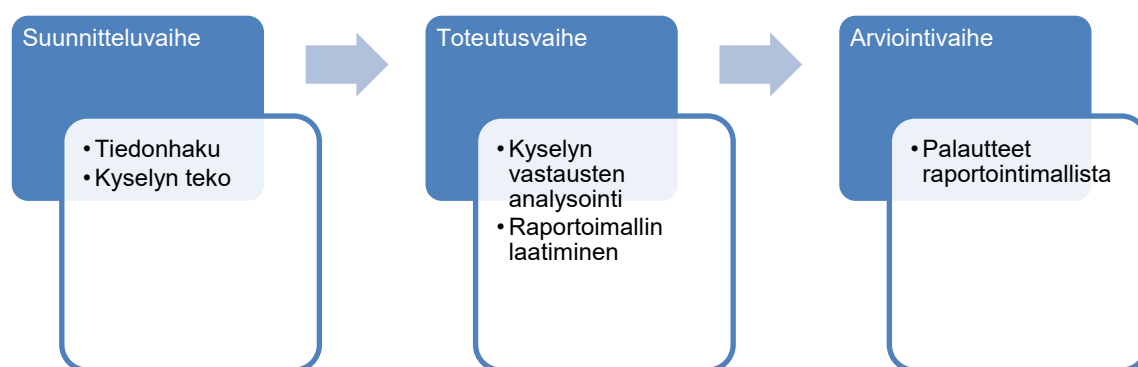 Suunnitteluvaihe
• Tiedonhaku
• Kyselyn teko
Toteutusvaihe
• Kyselyn
vastausten
analysointi
• Raportoimallin
laatiminen
Arviointivaihe
• Palautteet
raportointimallista